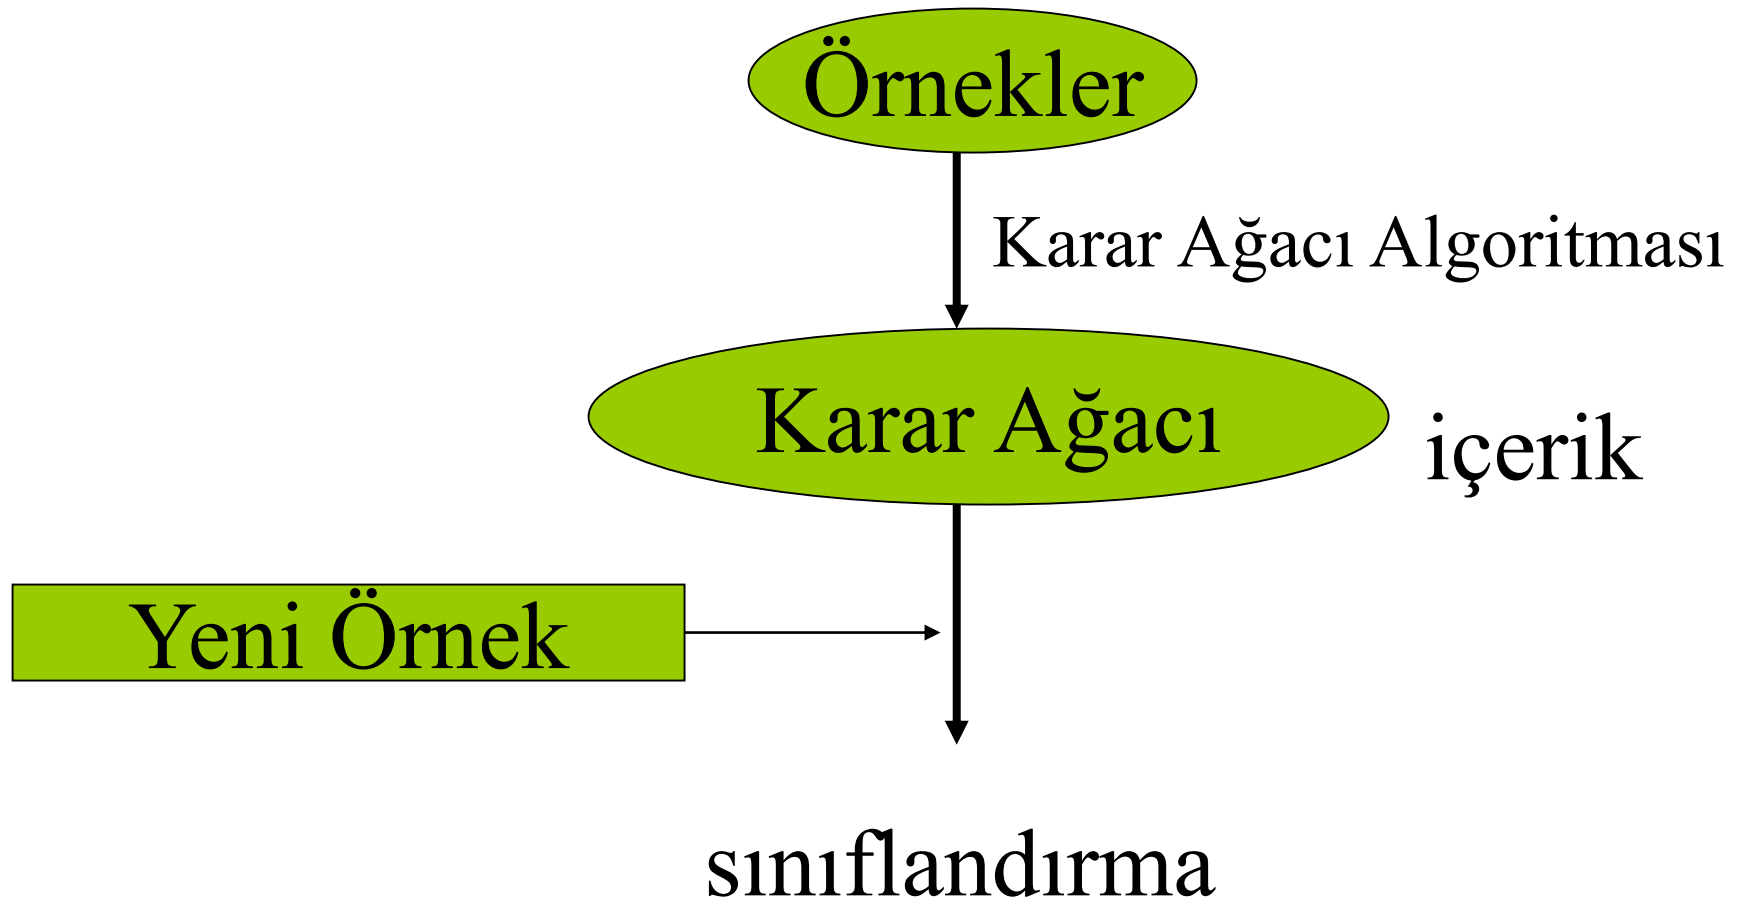 Örnekler
Karar Ağacı Algoritması
Karar Ağacı
içerik
Yeni Örnek
sınıflandırma